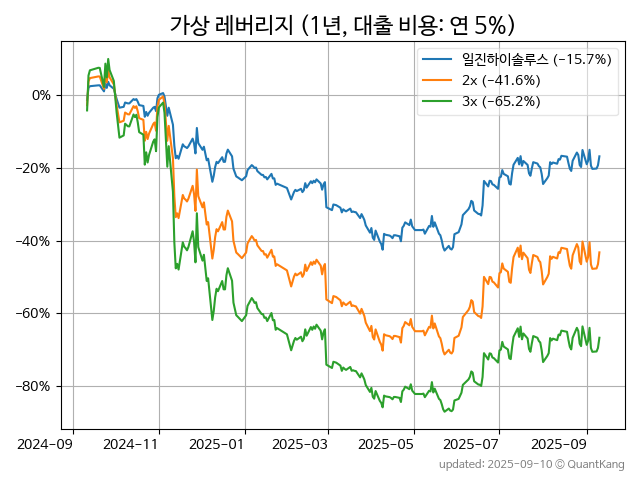 가상 레버리지 (1년, 대출 비용: 연 5%)
일진하이솔루스 (-15.7%)
2x (-41.6%)
3x (-65.2%)
0%
-20%
-40%
-60%
-80%
2024-09 2024-11 2025-01 2025-03 2025-05 2025-07 2025-09
updated: 2025-09-10 © QuantKang